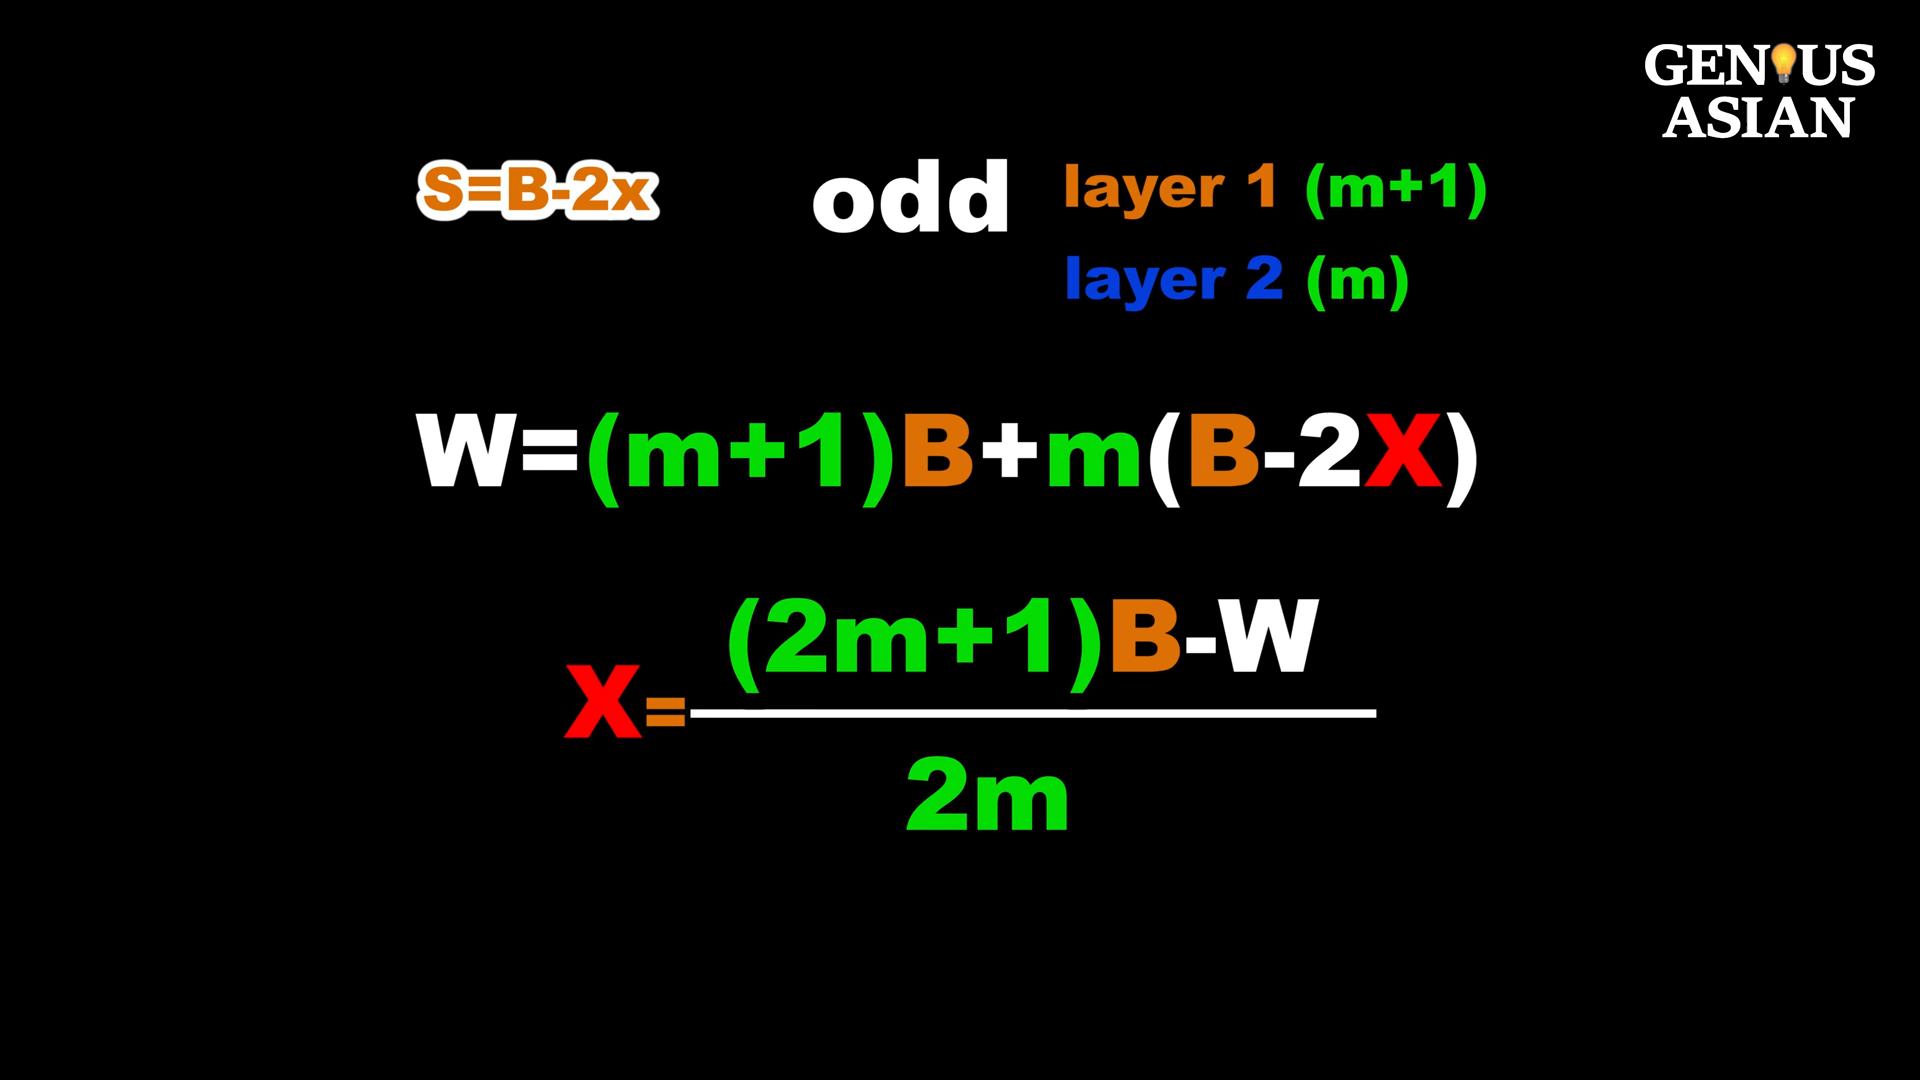 GENIUS
ASIAN
S=B-2x
odd
layer 1 (m+1)
layer 2 (m)
W=(m+1)B+m(B-2X)
(2m+1)B-W
X=
2m